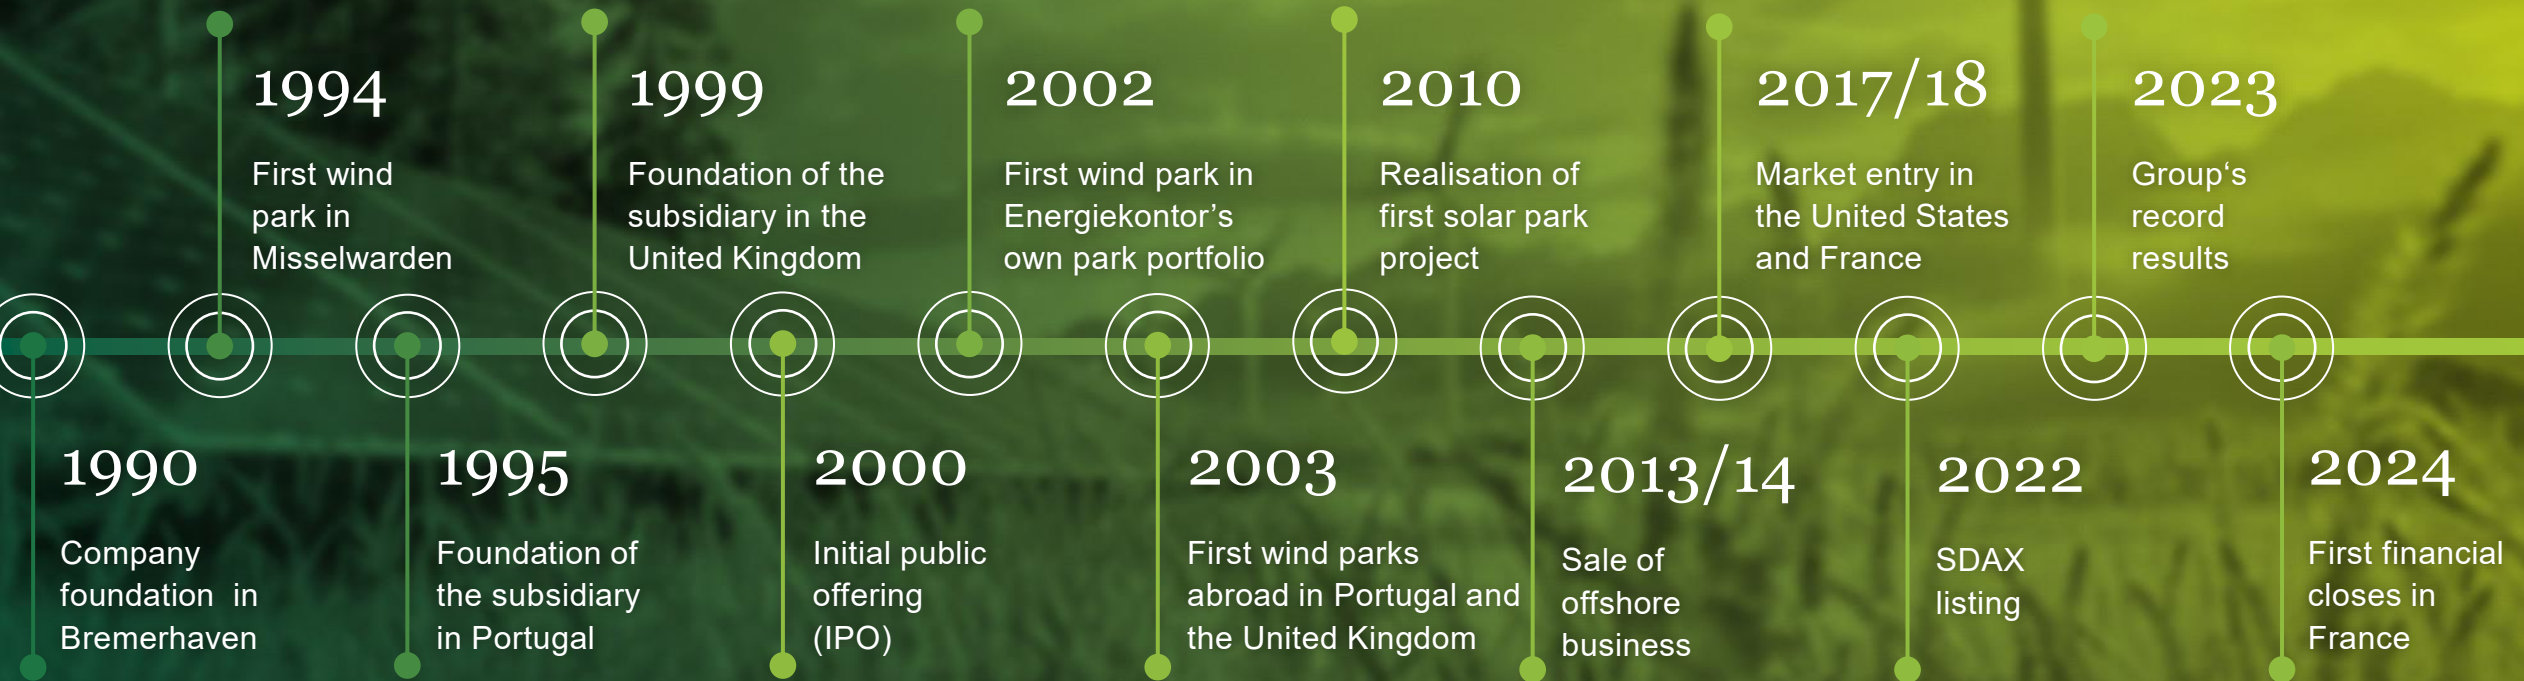 1994
First wind
park in
Misselwarden
1999
Foundation of the
subsidiary in the
United Kingdom
2002
First wind park in
Energiekontor’s
own park portfolio
2010
Realisation of
first solar park
project
2017/18
Market entry in
the United States
and France
2023
Group‘s
record
results
1990
Company
foundation  in
Bremerhaven
1995
Foundation of
the subsidiary
in Portugal
2000
Initial public
offering
(IPO)
2003
First wind parks
abroad in Portugal and
the United Kingdom
2013/14
Sale of
offshore
business
2022
SDAX
listing
2024
First financial
closes in
France